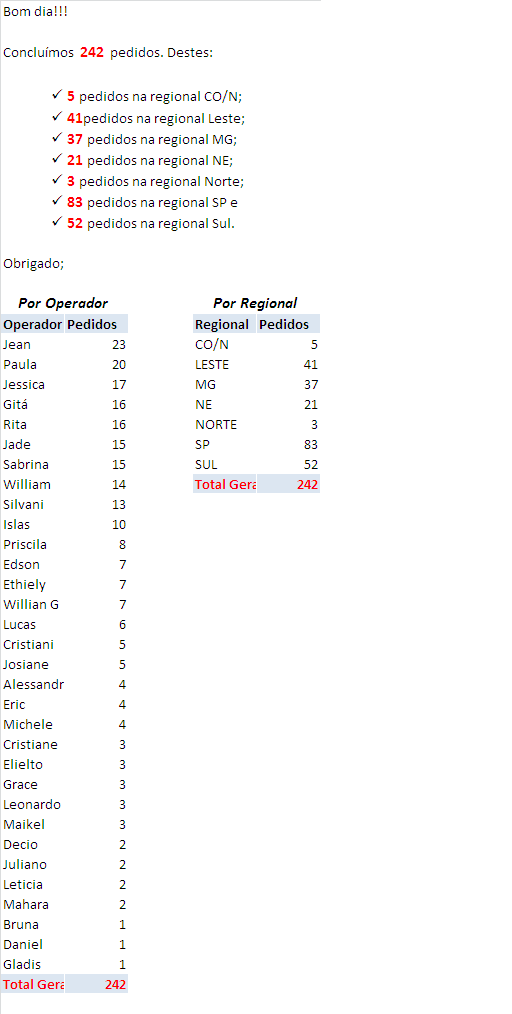 Bom dia!!!
Concluímos 242 pedidos. Destes:
✓ 5 pedidos na regional CO/N;
✓ 41pedidos na regional Leste;
✓ 37 pedidos na regional MG;
✓ 21 pedidos na regional NE;
✓ 3 pedidos na regional Norte;
✓ 83 pedidos na regional SP e
✓ 52 pedidos na regional Sul.
Obrigado;
Por Operador
Operador Pedidos
Jean 23
Paula 20
Jessica 17
Gitá 16
Rita 16
Jade 15
Sabrina 15
William 14
Silvani 13
Islas 10
Priscila 8
Edson 7
Ethiely 7
Willian G 7
Lucas 6
Cristiani 5
Josiane 5
Alessandr 4
Eric 4
Michele 4
Cristiane 3
Elielto 3
Grace 3
Leonardo 3
Maikel 3
Decio 2
Juliano 2
Leticia 2
Mahara 2
Bruna 1
Daniel 1
Gladis 1
Total Gera 242
Por Regional
Regional Pedidos
CO/N 5
LESTE 41
MG 37
NE 21
NORTE 3
SP 83
SUL 52
Total Gera 242